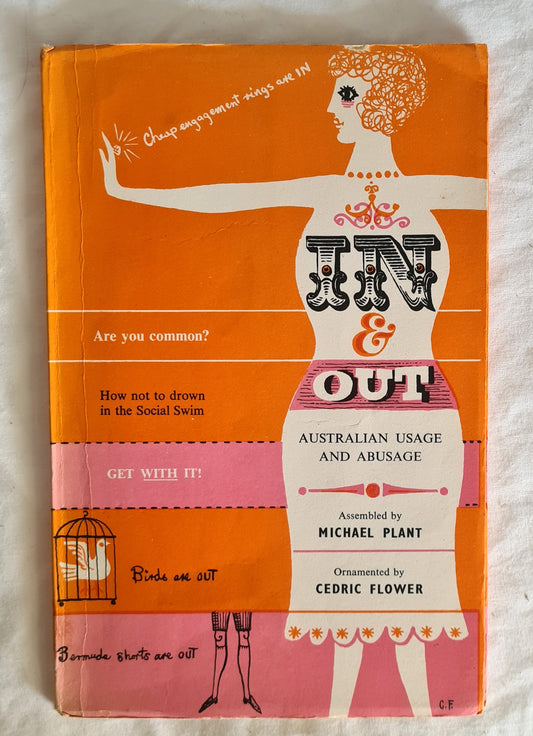 Cheap engagement rings are IN
IN
&
OUT
Are you common?
How not to drown
in the Social Swim
AUSTRALIAN USAGE
AND ABUSAGE
GET WITH IT!
Assembled by
MICHAEL PLANT
Ornamented by
CEDRIC FLOWER
Birds are OUT
Bermuda shorts are OUT
C.F.